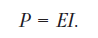 P = EI.